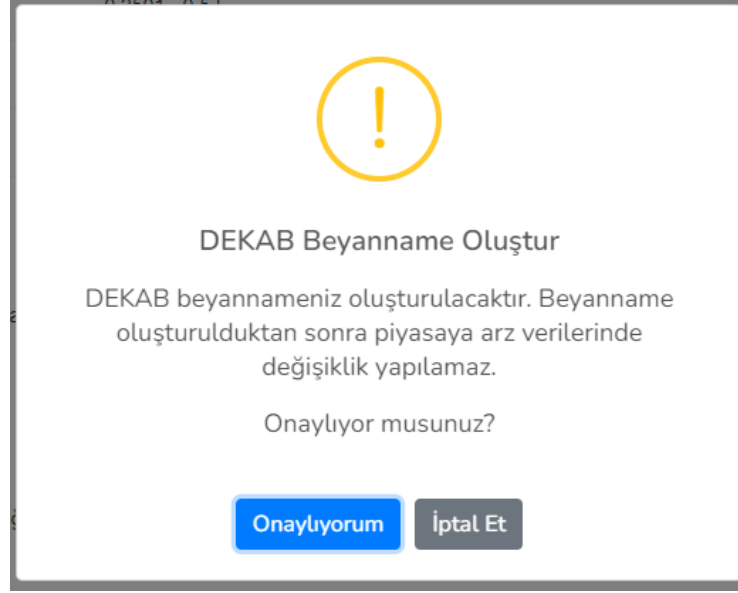 DEKAB Beyanname Oluştur
DEKAB beyannameniz oluşturulacaktır. Beyanname
oluşturulduktan sonra piyasaya arz verilerinde
değişiklik yapılamaz.
Onaylıyor musunuz?
Onaylıyorum İptal Et